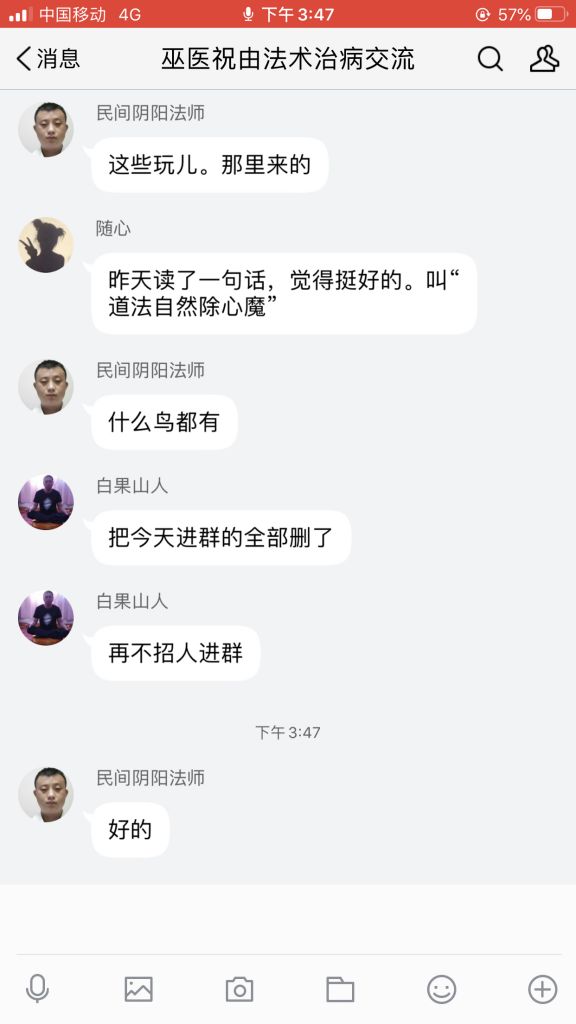 中国移动 4G 下午3:47 57%
消息 巫医祝由法术治病交流
民间阴阳法师
这些玩儿。那里来的
随心
昨天读了一句话，觉得挺好的。叫“
道法自然除心魔”
民间阴阳法师
什么鸟都有
白果山人
把今天进群的全部删了
白果山人
再不招人进群
下午3:47
民间阴阳法师
好的